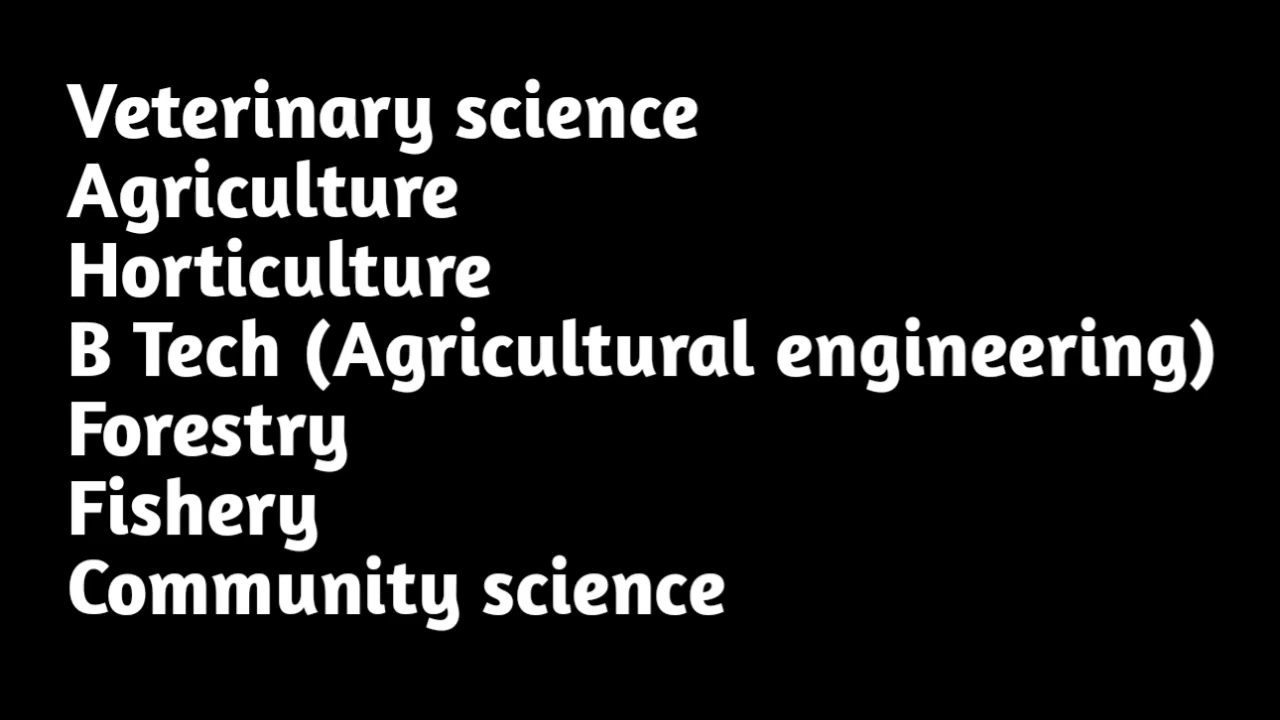 Veterinary science
Agriculture
Horticulture
B Tech (Agricultural engineering)
Forestry
Fishery
Community science